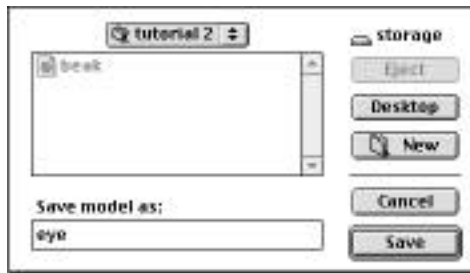 tutorial 2
storage
beak
Eject
Desktop
New
Save model as:
eye
Cancel
Save